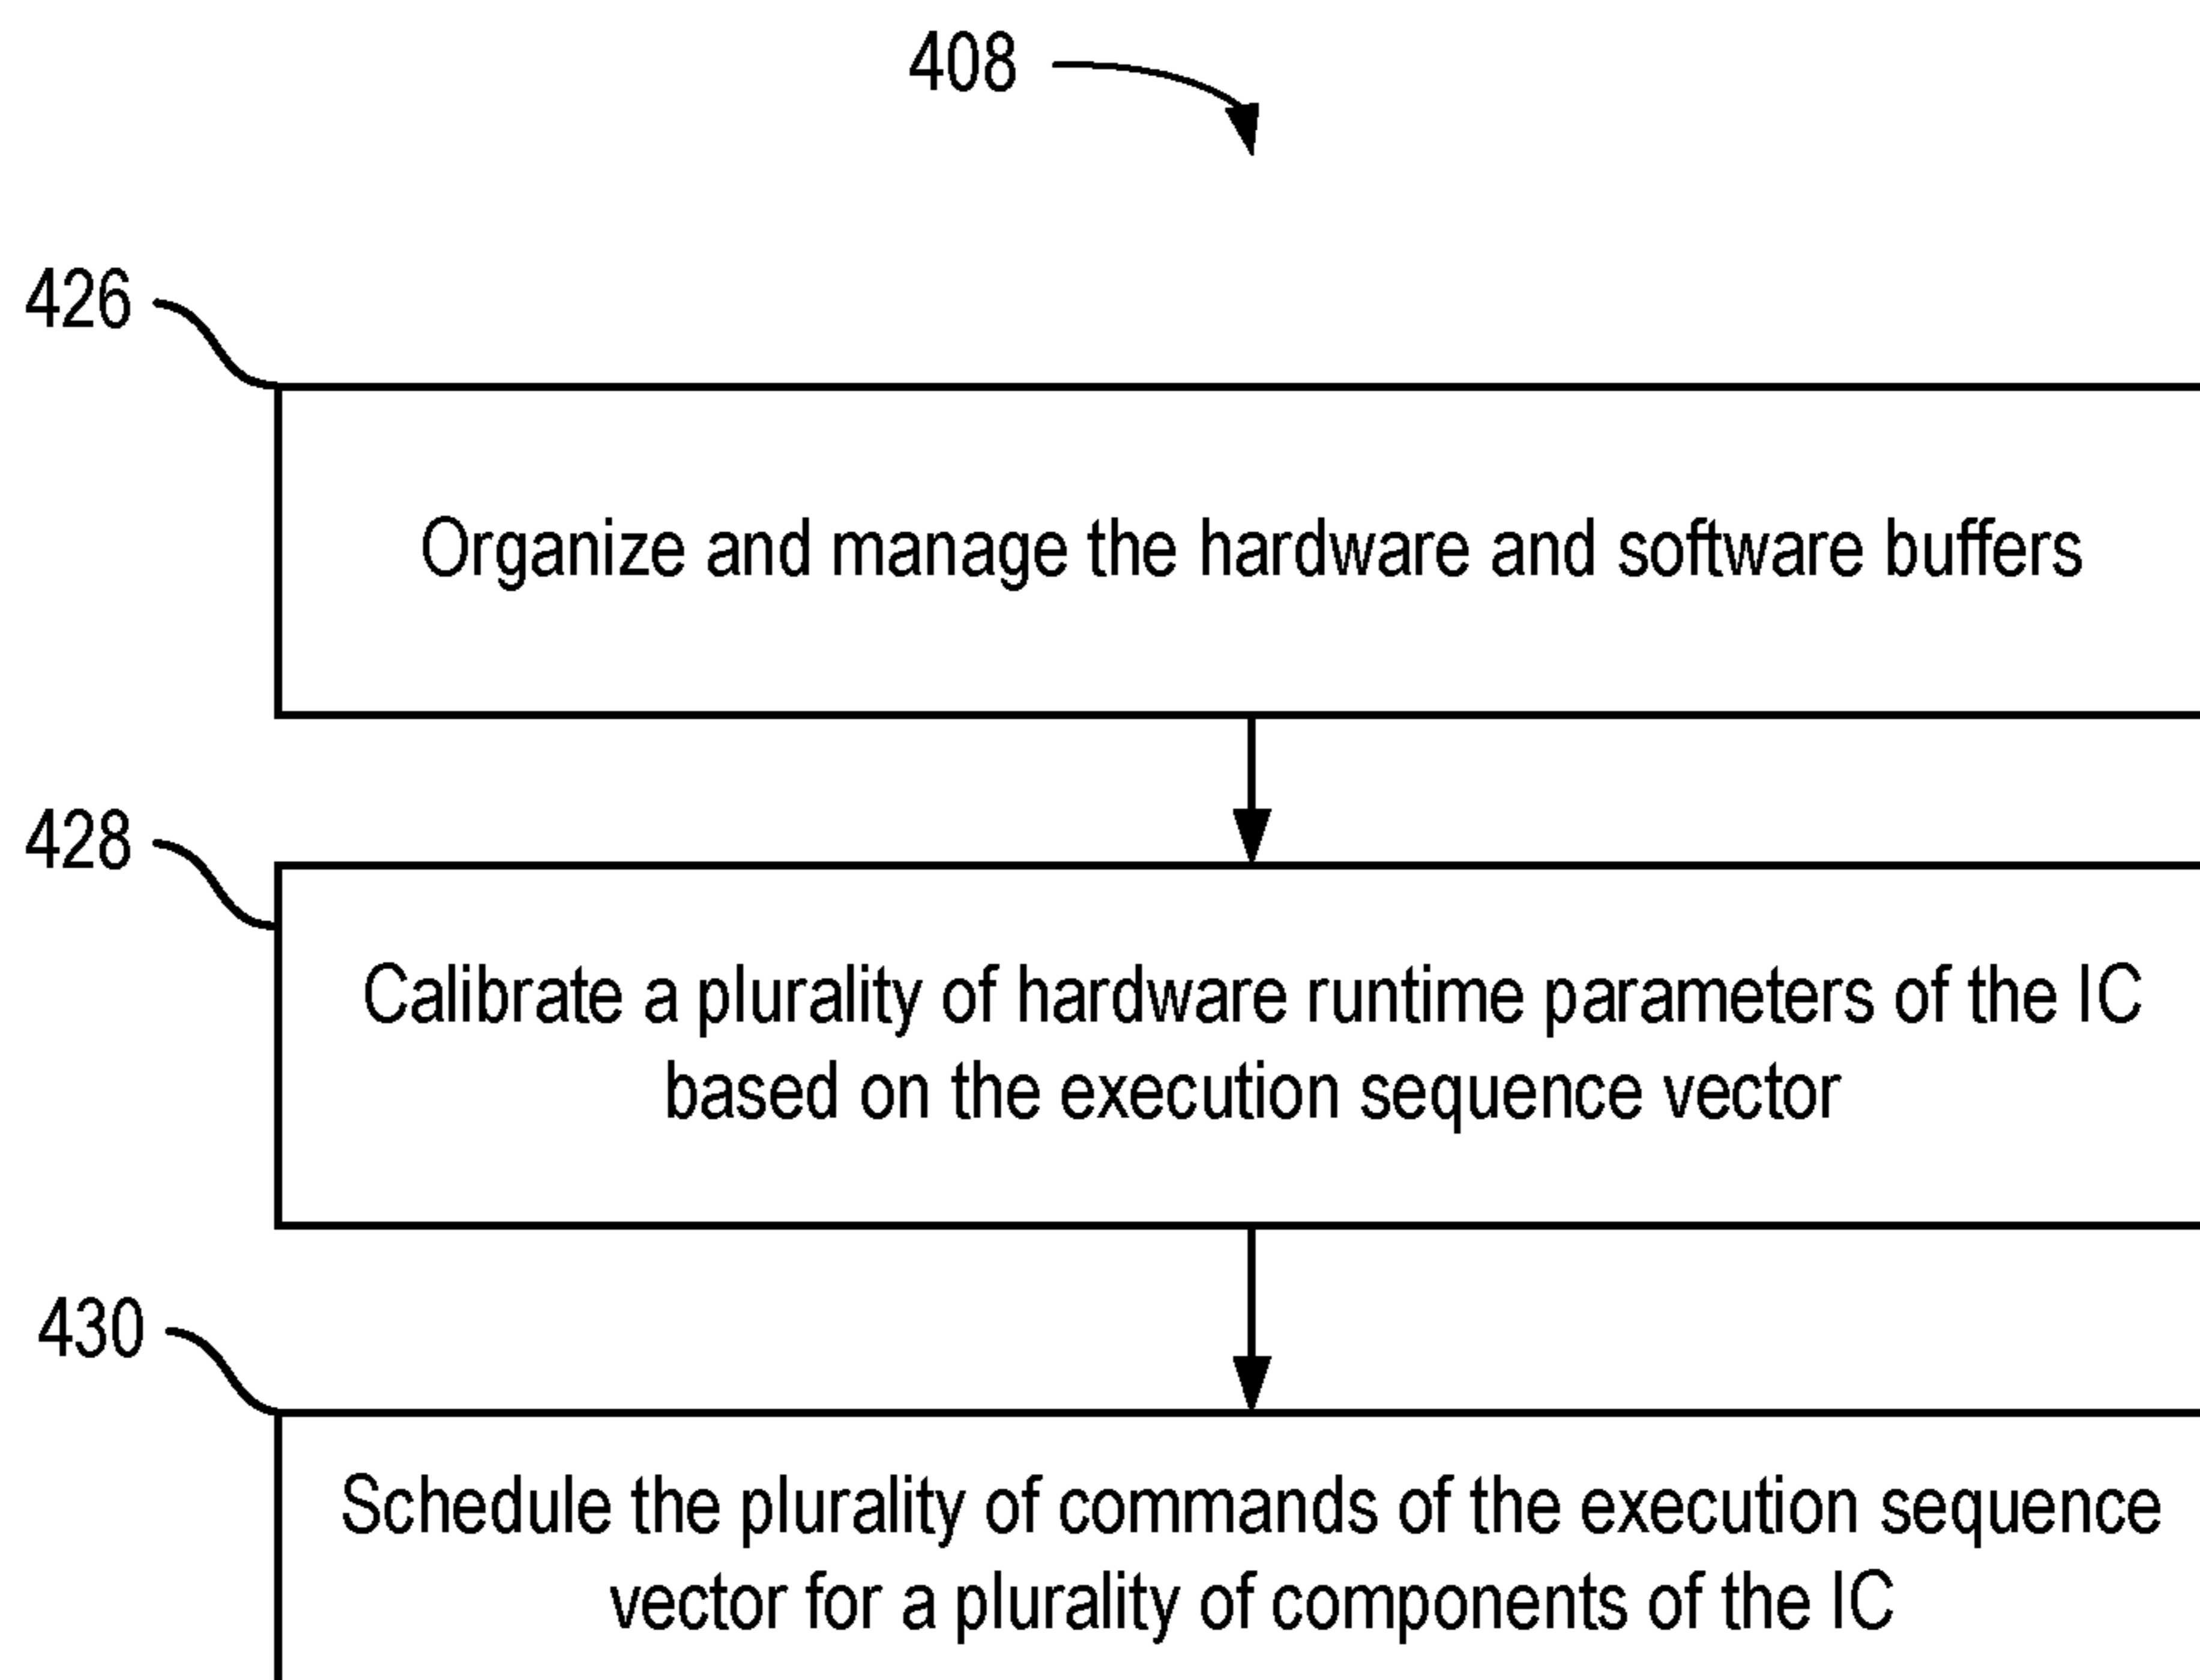 408
426
Organize and manage the hardware and software buffers
428
Calibrate a plurality of hardware runtime parameters of the IC
based on the execution sequence vector
430
Schedule the plurality of commands of the execution sequence
vector for a plurality of components of the IC